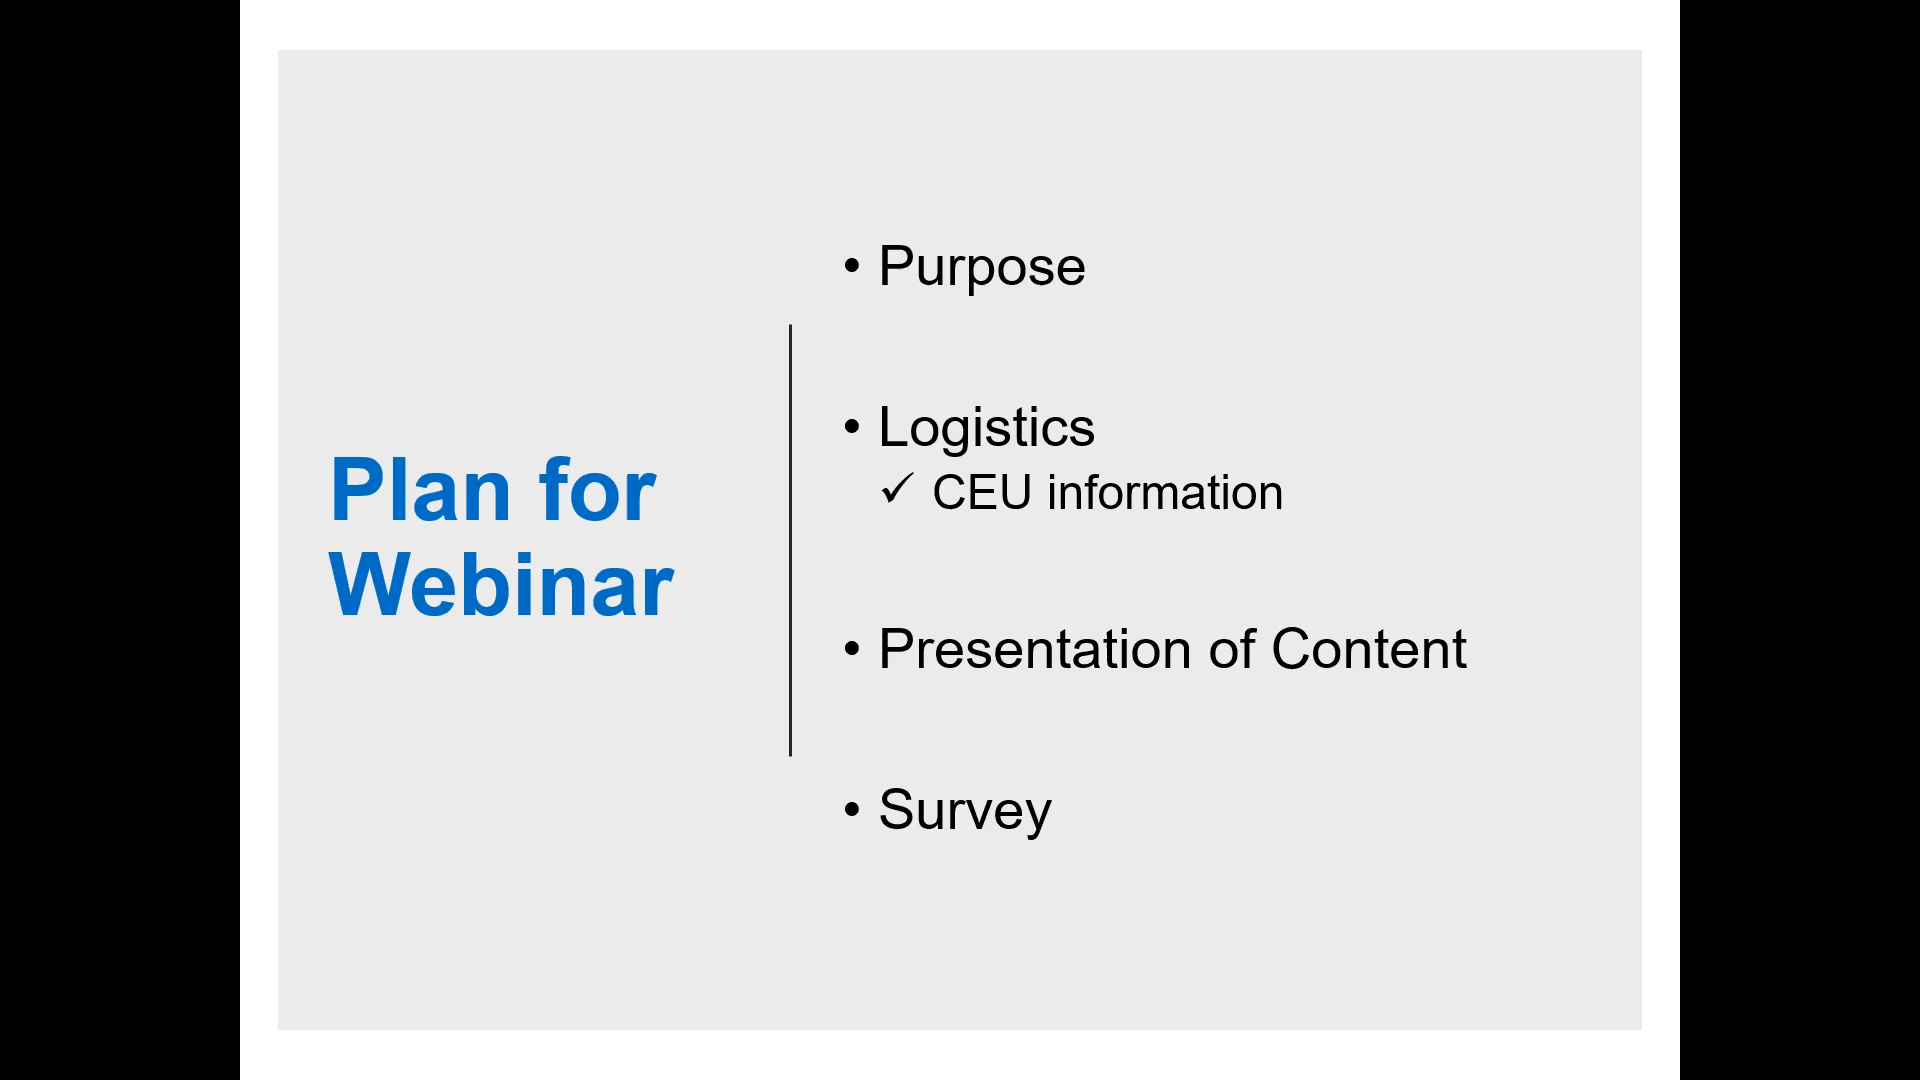 Plan for
Webinar
• Purpose
• Logistics
✓ CEU information
• Presentation of Content
• Survey